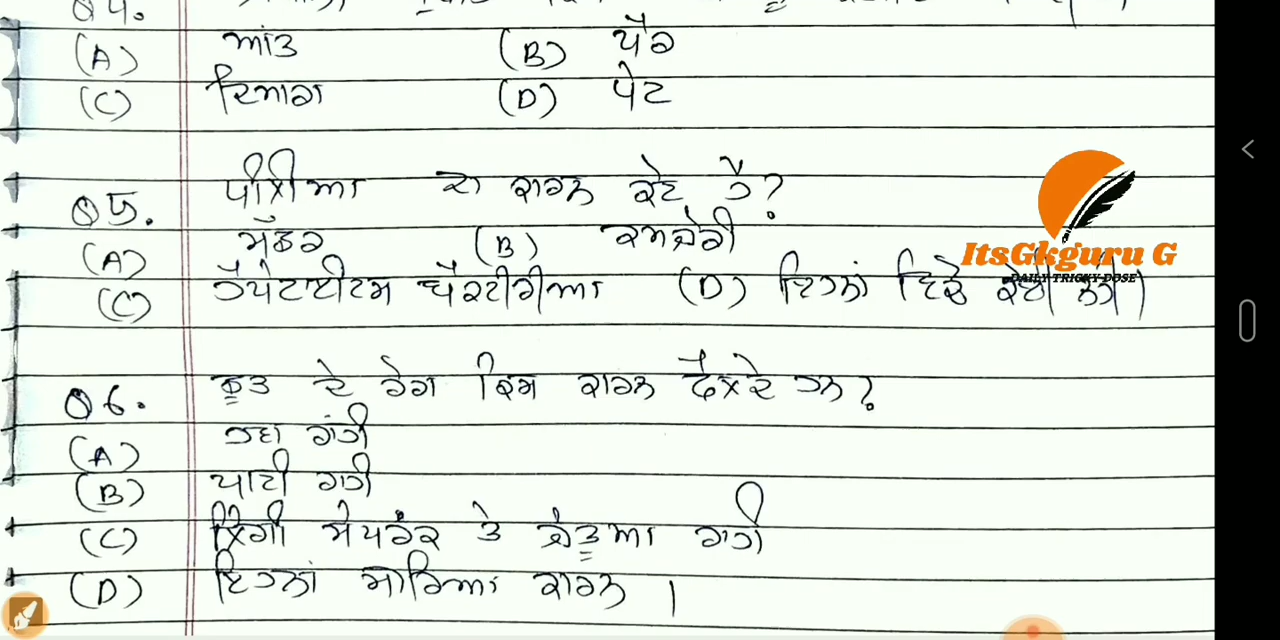 Q4.
(A) ਆਂਤ (B) ਪੈਰ
(C) ਦਿਮਾਗ (D) ਪੇਟ
Q5. ਪੀਲੀਆ ਦਾ ਕਾਰਨ ਕੋਣ ਹੈ?
(A) ਮੱਛਰ (B) ਕਮਜ਼ੋਰੀ
(C) ਹੈਪੇਟਾਈਟਸ ਬੈਕਟੀਰੀਆ (D) ਇਹਨਾਂ ਵਿਚੋ ਕੋਈ ਨਹੀ।
ItsGkguru G
DAILY TRICKY DOSE
Q6. ਛੂਤ ਦੇ ਰੋਗ ਕਿਸ ਕਾਰਨ ਫੈਲਦੇ ਹਨ?
(A) ਹਵਾ ਰਾਂਹੀ
(B) ਪਾਣੀ ਰਾਹੀ
(C) ਸਿੱਧੇ ਸੰਪਰਕ ਤੇ ਜੰਤੂਆ ਰਾਹੀ
(D) ਇਹਨਾਂ ਸਾਰਿਆ ਕਾਰਨ।